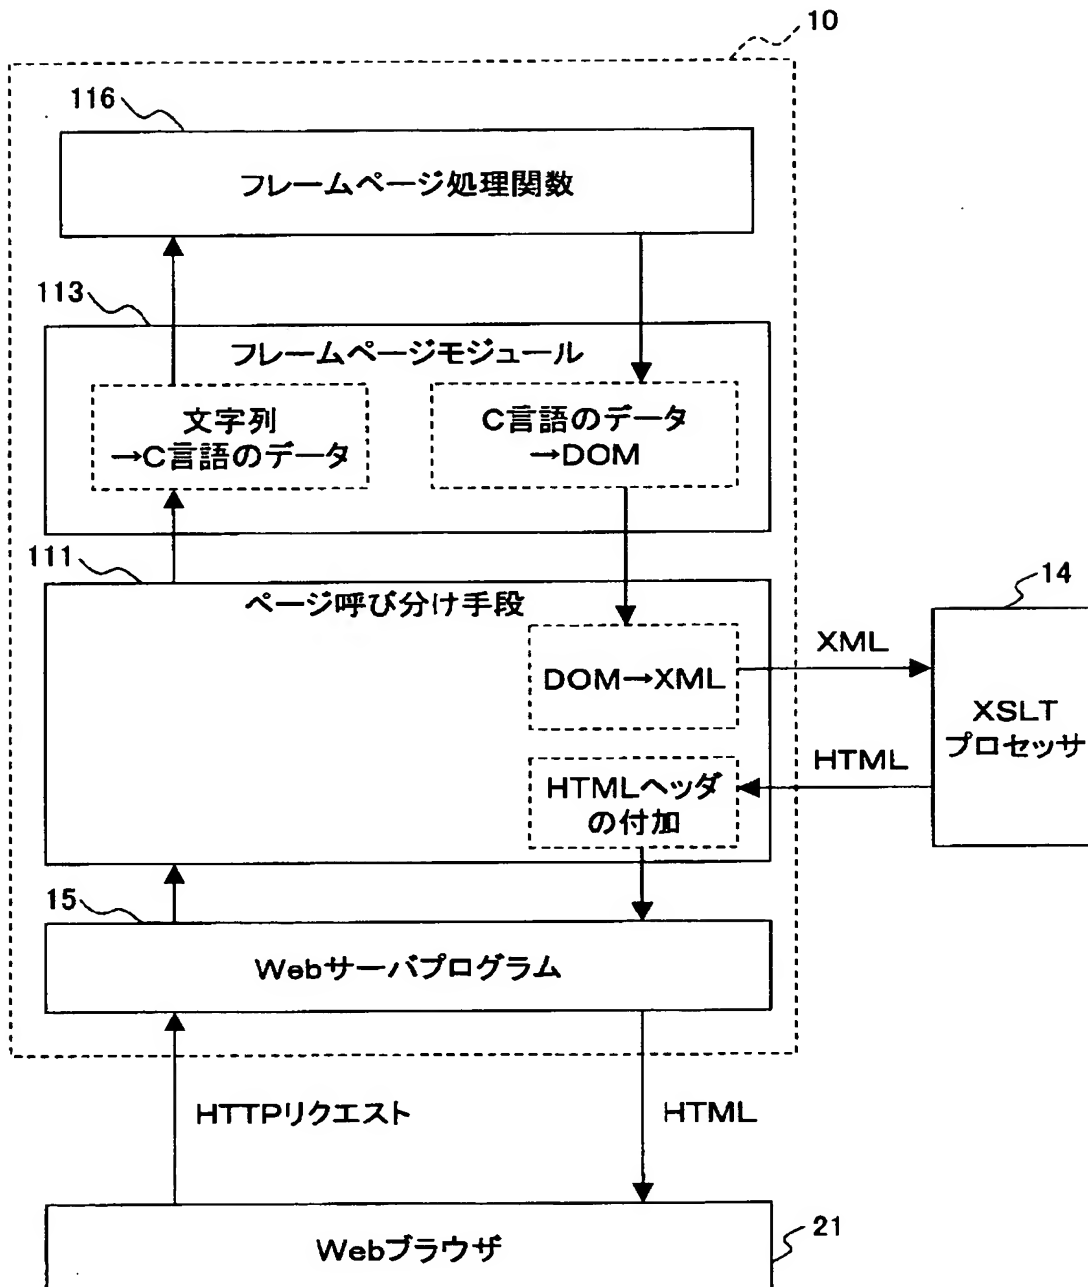 10
116
フレームページ処理関数
113
フレームページモジュール
文字列
→C言語のデータ
C言語のデータ
→DOM
111
ページ呼び分け手段
14
DOM→XML
XML
XSLT
プロセッサ
HTML
HTMLヘッダ
の付加
15
Webサーバプログラム
HTTPリクエスト
HTML
Webブラウザ
21